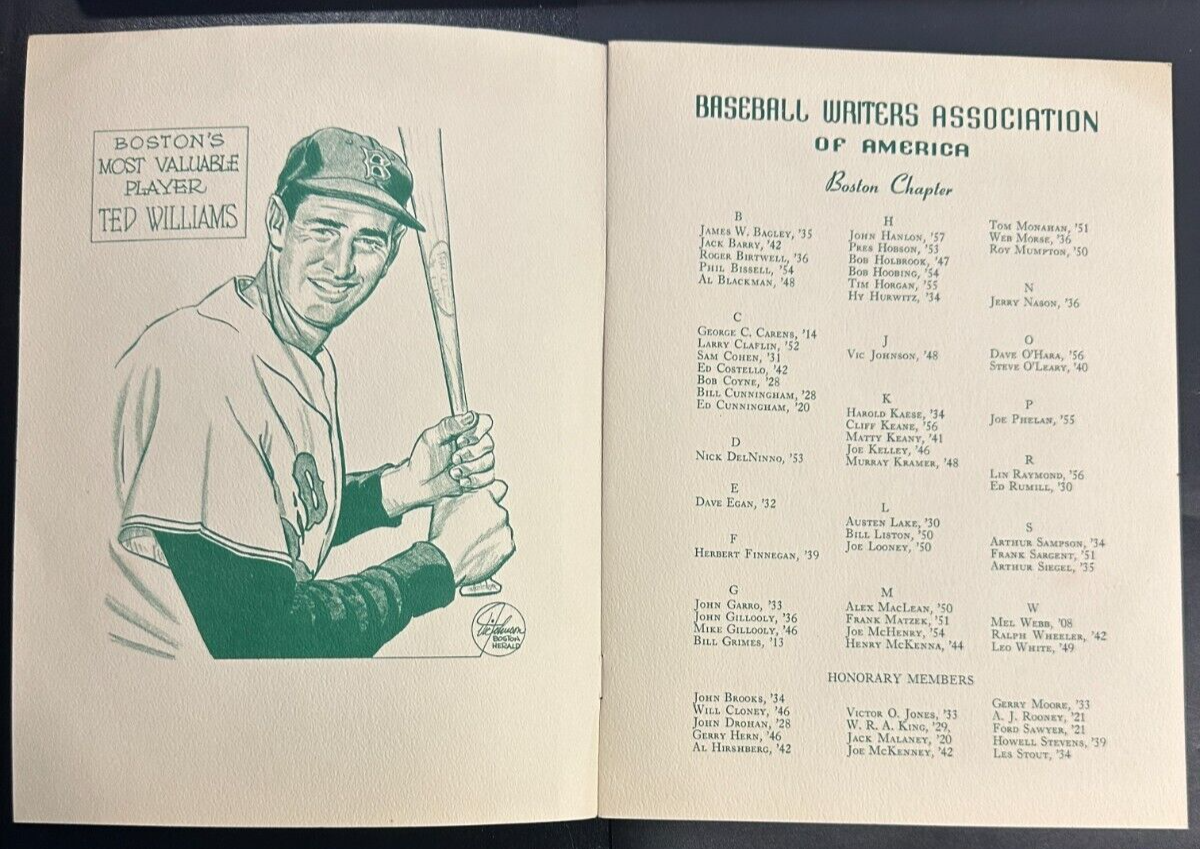 BOSTON'S
MOST VALUABLE
PLAYER
TED WILLIAMS
B
B
Vic Johnson
BOSTON
HERALD
BASEBALL WRITERS ASSOCIATION
OF AMERICA
Boston Chapter
B
JAMES W. BAGLEY, '35
JACK BARRY, '42
ROGER BIRTWELL, '36
PHIL BISSELL, '54
AL BLACKMAN, '48
C
GEORGE C. CARENS, '14
LARRY CLAFLIN, '52
SAM COHEN, '31
ED COSTELLO, '42
BOB COYNE, '28
BILL CUNNINGHAM, '28
ED CUNNINGHAM, '20
D
NICK DELNINNO, '53
E
DAVE EGAN, '32
F
HERBERT FINNEGAN, '39
G
JOHN GARRO, '33
JOHN GILLOOLY, '36
MIKE GILLOOLY, '46
BILL GRIMES, '13
H
JOHN HANLON, '57
PRES HOBSON, '53
BOB HOLBROOK, '47
BOB HOOBING, '54
TIM HORGAN, '55
HY HURWITZ, '34
J
VIC JOHNSON, '48
K
HAROLD KAESE, '34
CLIFF KEANE, '56
MATTY KEANY, '41
JOE KELLEY, '46
MURRAY KRAMER, '48
L
AUSTEN LAKE, '30
BILL LISTON, '50
JOE LOONEY, '50
M
ALEX MACLEAN, '50
FRANK MATZEK, '51
JOE MCHENRY, '54
HENRY MCKENNA, '44
TOM MONAHAN, '51
WEB MORSE, '36
ROY MUMPTON, '50
N
JERRY NASON, '36
O
DAVE O'HARA, '56
STEVE O'LEARY, '40
P
JOE PHELAN, '55
R
LIN RAYMOND, '56
ED RUMILL, '30
S
ARTHUR SAMPSON, '34
FRANK SARGENT, '51
ARTHUR SIEGEL, '35
W
MEL WEBB, '08
RALPH WHEELER, '42
LEO WHITE, '49
HONORARY MEMBERS
JOHN BROOKS, '34
WILL CLONEY, '46
JOHN DROHAN, '28
GERRY HERN, '46
AL HIRSHBERG, '42
VICTOR O. JONES, '33
W. R. A. KING, '29,
JACK MALANEY, '20
JOE MCKENNEY, '42
GERRY MOORE, '33
A. J. ROONEY, '21
FORD SAWYER, '21
HOWELL STEVENS, '39
LES STOUT, '34